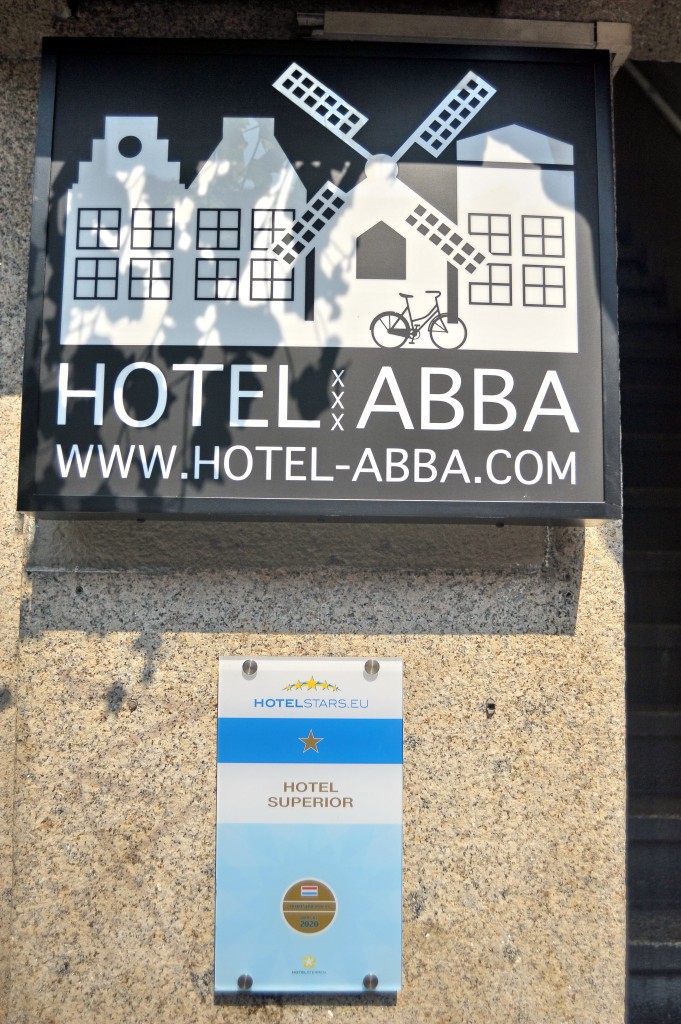 HOTEL XXX ABBA
WWW.HOTEL-ABBA.COM
HOTELSTARS.EU
HOTEL
SUPERIOR
2020